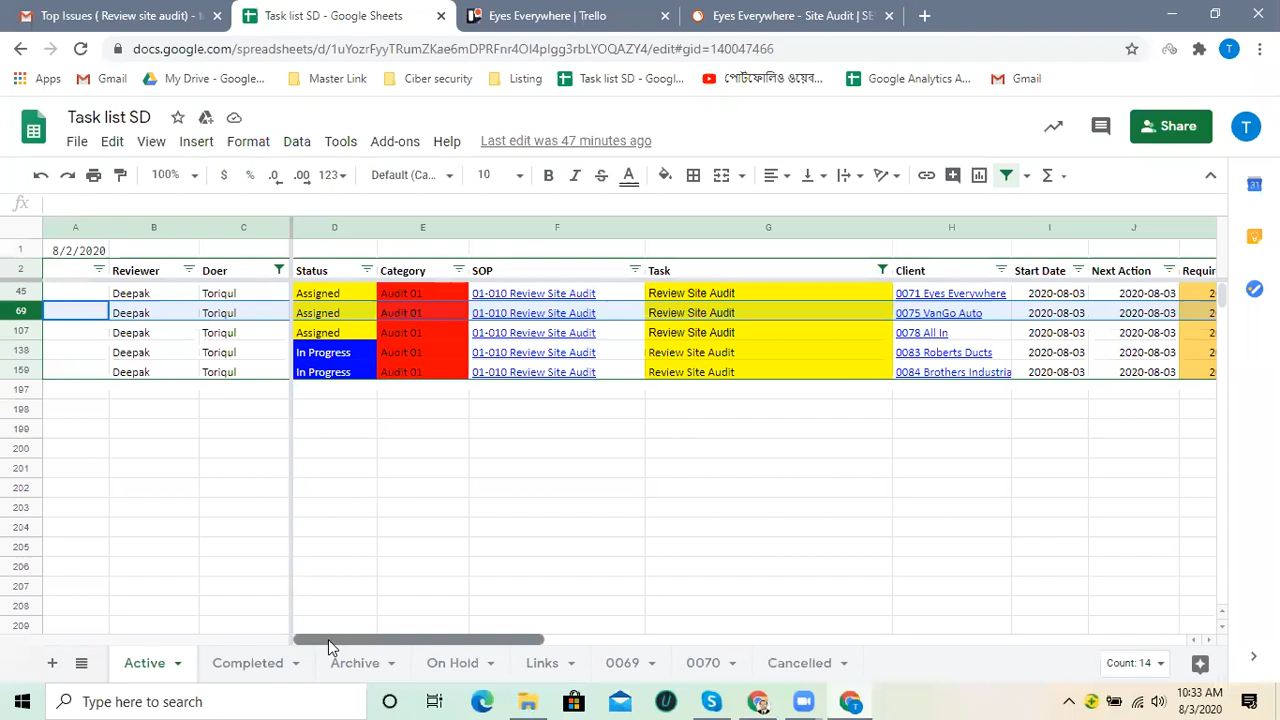 Top Issues ( Review site audit) - 1
Task list SD - Google Sheets
Eyes Everywhere | Trello
Eyes Everywhere - Site Audit | SE
docs.google.com/spreadsheets/d/1uYozrFyyTRumZKae6mDPRFnr4Ol4plgg3rbLYOQAZY4/edit#gid=140047466
T
Apps
Gmail
My Drive - Google...
Master Link
Ciber security
Listing
Task list SD - Googl...
পোর্টফোলিও ওয়েব...
Google Analytics A...
Gmail
Task list SD
File Edit View Insert Format Data Tools Add-ons Help Last edit was 47 minutes ago
Share
T
100% $ % .0 .00 123 Default (Ca... 10 B I S A
fx
A B C D E F G H I J
1 8/2/2020
2 Reviewer Doer Status Category SOP Task Client Start Date Next Action Requir
45 Deepak Toriqul Assigned Audit 01 01-010 Review Site Audit Review Site Audit 0071 Eyes Everywhere 2020-08-03 2020-08-03 2
69 Deepak Toriqul Assigned Audit 01 01-010 Review Site Audit Review Site Audit 0075 VanGo Auto 2020-08-03 2020-08-03 2
107 Deepak Toriqul Assigned Audit 01 01-010 Review Site Audit Review Site Audit 0078 All In 2020-08-03 2020-08-03 2
138 Deepak Toriqul In Progress Audit 01 01-010 Review Site Audit Review Site Audit 0083 Roberts Ducts 2020-08-03 2020-08-03 2
159 Deepak Toriqul In Progress Audit 01 01-010 Review Site Audit Review Site Audit 0084 Brothers Industria 2020-08-03 2020-08-03 2
197
198
199
200
201
202
203
204
205
206
207
208
209
Active Completed Archive On Hold Links 0069 0070 Cancelled Count: 14
Type here to search
10:33 AM
8/3/2020